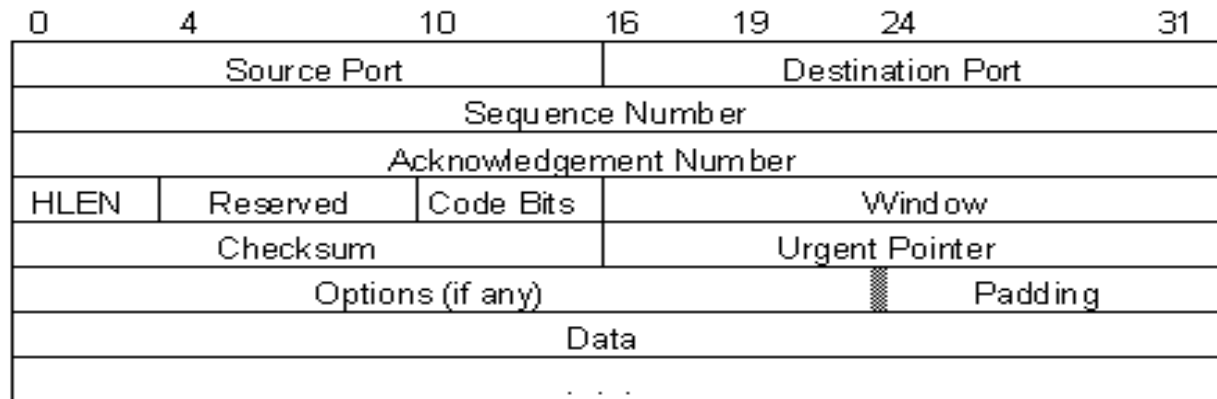 0 4 10 16 19 24 31
Source Port Destination Port
Sequence Number
Acknowledgement Number
HLEN Reserved Code Bits Window
Checksum Urgent Pointer
Options (if any) Padding
Data
. . .